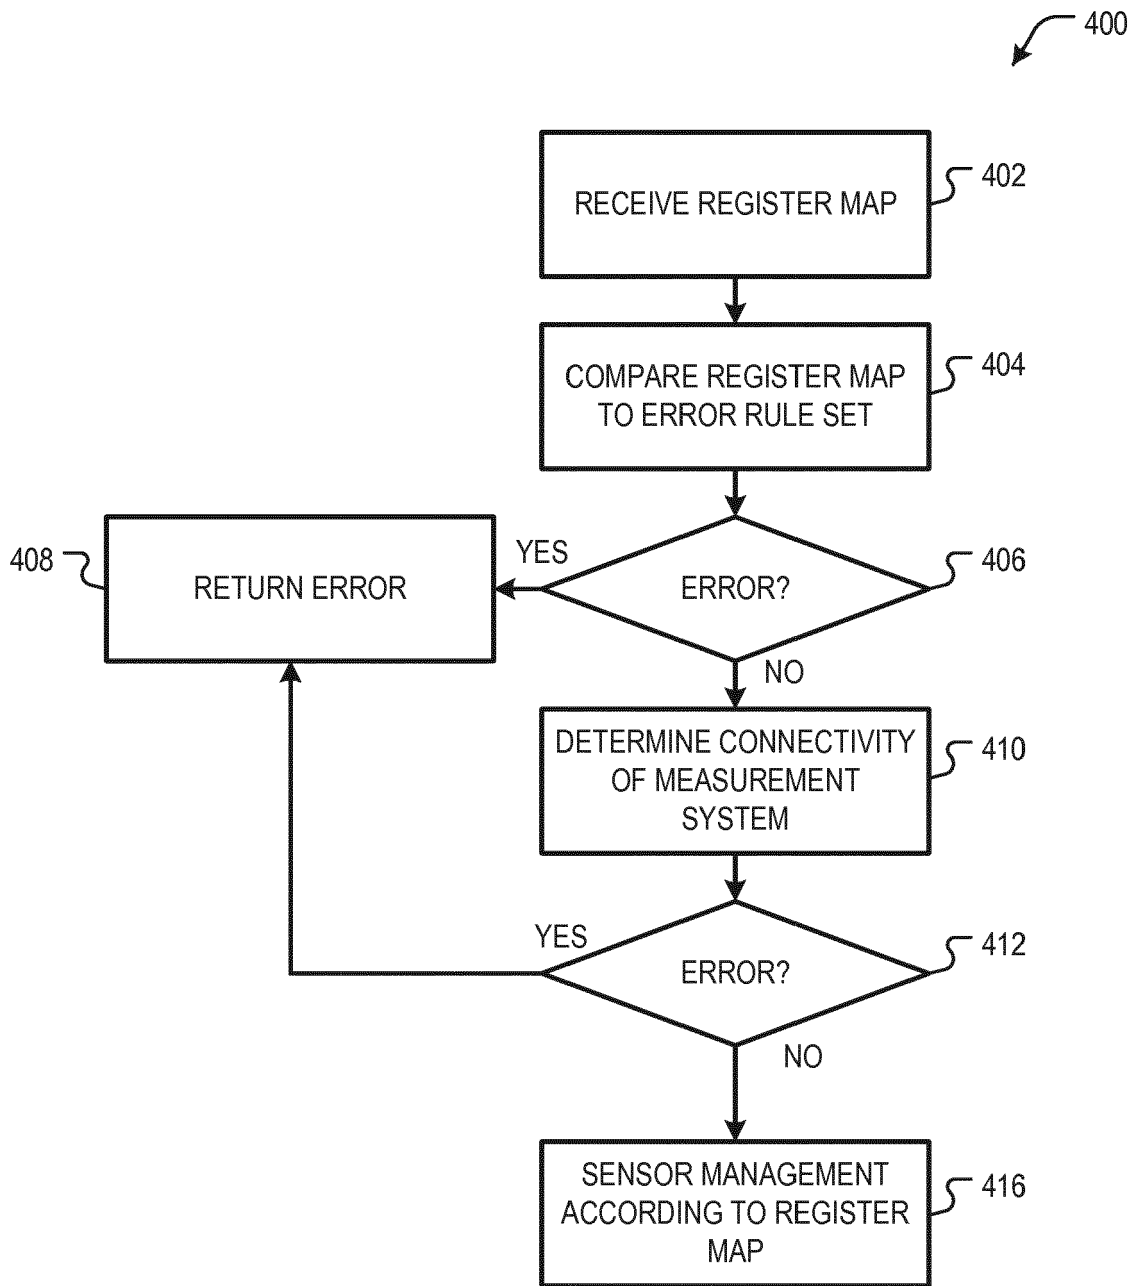 400
RECEIVE REGISTER MAP
402
COMPARE REGISTER MAP
TO ERROR RULE SET
404
408
RETURN ERROR
YES
ERROR?
406
NO
DETERMINE CONNECTIVITY
OF MEASUREMENT
SYSTEM
410
YES
ERROR?
412
NO
SENSOR MANAGEMENT
ACCORDING TO REGISTER
MAP
416